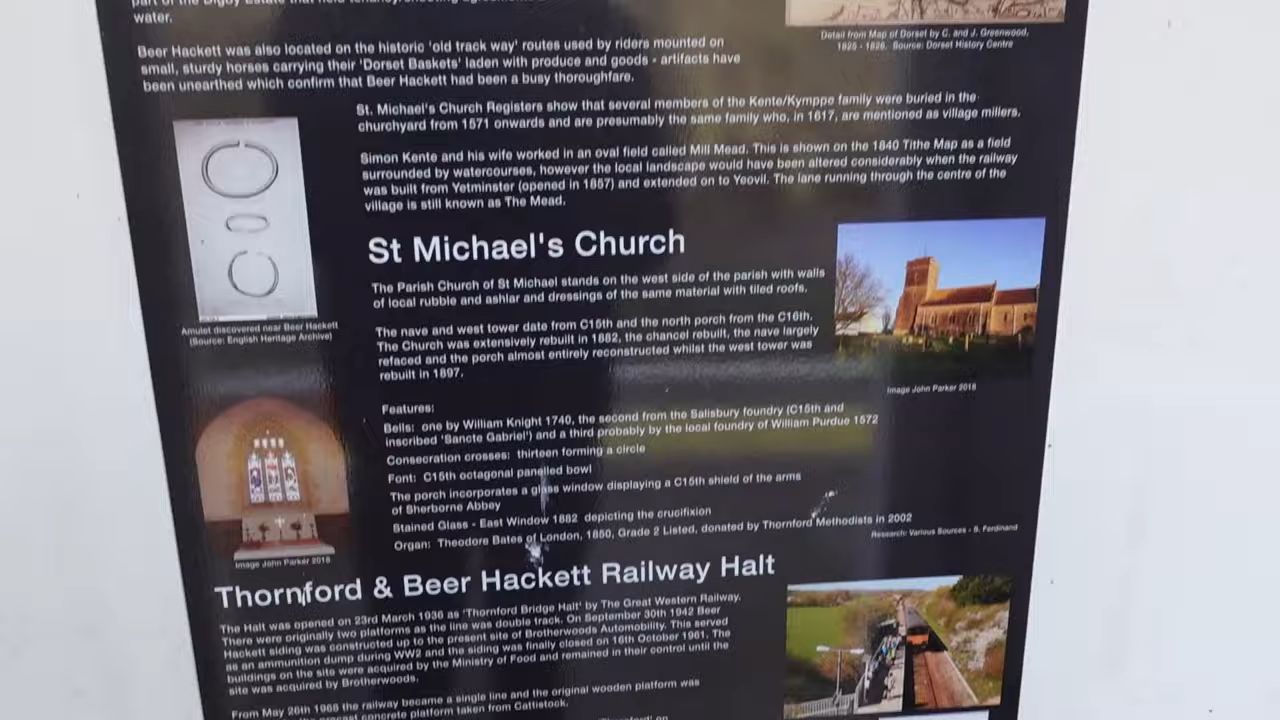 part of the Digby Estate that held
water.
Detail from Map of Dorset by C. and J. Greenwood,
1825 - 1826. Source: Dorset History Centre
Beer Hackett was also located on the historic 'old track way' routes used by riders mounted on
small, sturdy horses carrying their 'Dorset Baskets' laden with produce and goods - artifacts have
been unearthed which confirm that Beer Hackett had been a busy thoroughfare.
St. Michael's Church Registers show that several members of the Kente/Kymppe family were buried in the
churchyard from 1571 onwards and are presumably the same family who, in 1617, are mentioned as village millers.
Simon Kente and his wife worked in an oval field called Mill Mead. This is shown on the 1840 Tithe Map as a field
surrounded by watercourses, however the local landscape would have been altered considerably when the railway
was built from Yetminster (opened in 1857) and extended on to Yeovil. The lane running through the centre of the
village is still known as The Mead.
Amulet discovered near Beer Hackett
(Source: English Heritage Archive)
St Michael's Church
The Parish Church of St Michael stands on the west side of the parish with walls
of local rubble and ashlar and dressings of the same material with tiled roofs.
The nave and west tower date from C15th and the north porch from the C16th.
The Church was extensively rebuilt in 1882, the chancel rebuilt, the nave largely
refaced and the porch almost entirely reconstructed whilst the west tower was
rebuilt in 1897.
Image John Parker 2018
Features:
Bells: one by William Knight 1740, the second from the Salisbury foundry (C15th and
inscribed 'Sancte Gabriel') and a third probably by the local foundry of William Purdue 1572
Consecration crosses: thirteen forming a circle
Font: C15th octagonal panelled bowl
The porch incorporates a glass window displaying a C15th shield of the arms
of Sherborne Abbey
Stained Glass - East Window 1882 depicting the crucifixion
Organ: Theodore Bates of London, 1850, Grade 2 Listed, donated by Thornford Methodists in 2002
Research: Various Sources - S. Ferdinand
Image John Parker 2018
Thornford & Beer Hackett Railway Halt
The Halt was opened on 23rd March 1936 as 'Thornford Bridge Halt' by The Great Western Railway.
There were originally two platforms as the line was double track. On September 30th 1942 Beer
Hackett siding was constructed up to the present site of Brotherwoods Automobility. This served
as an ammunition dump during WW2 and the siding was finally closed on 16th October 1961. The
buildings on the site were acquired by the Ministry of Food and remained in their control until the
site was acquired by Brotherwoods.
From May 26th 1968 the railway became a single line and the original wooden platform was
precast concrete platform taken from Cattistock.